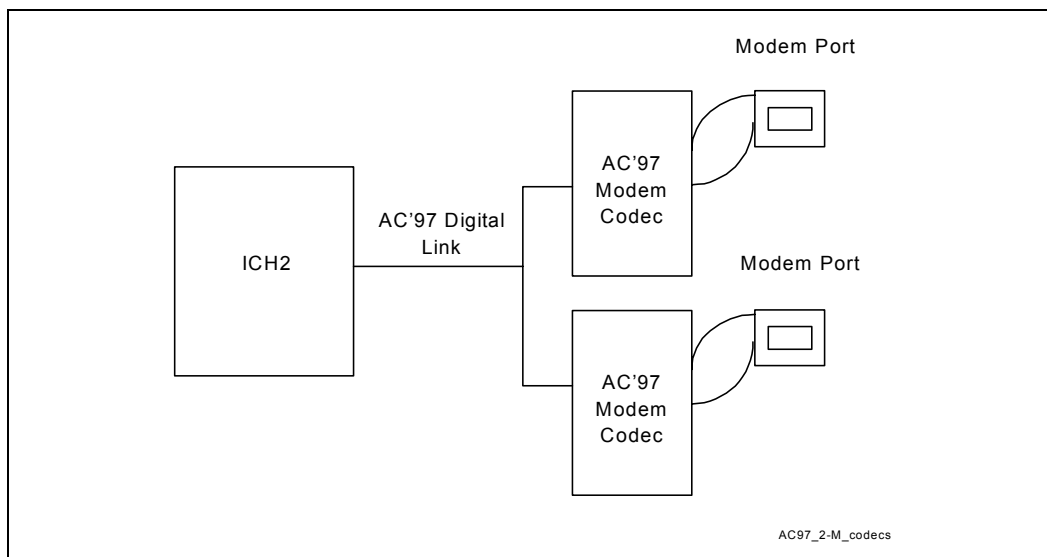 Modem Port
AC'97
Modem
Codec
AC'97 Digital
Link
ICH2
Modem Port
AC'97
Modem
Codec
AC97_2-M_codecs